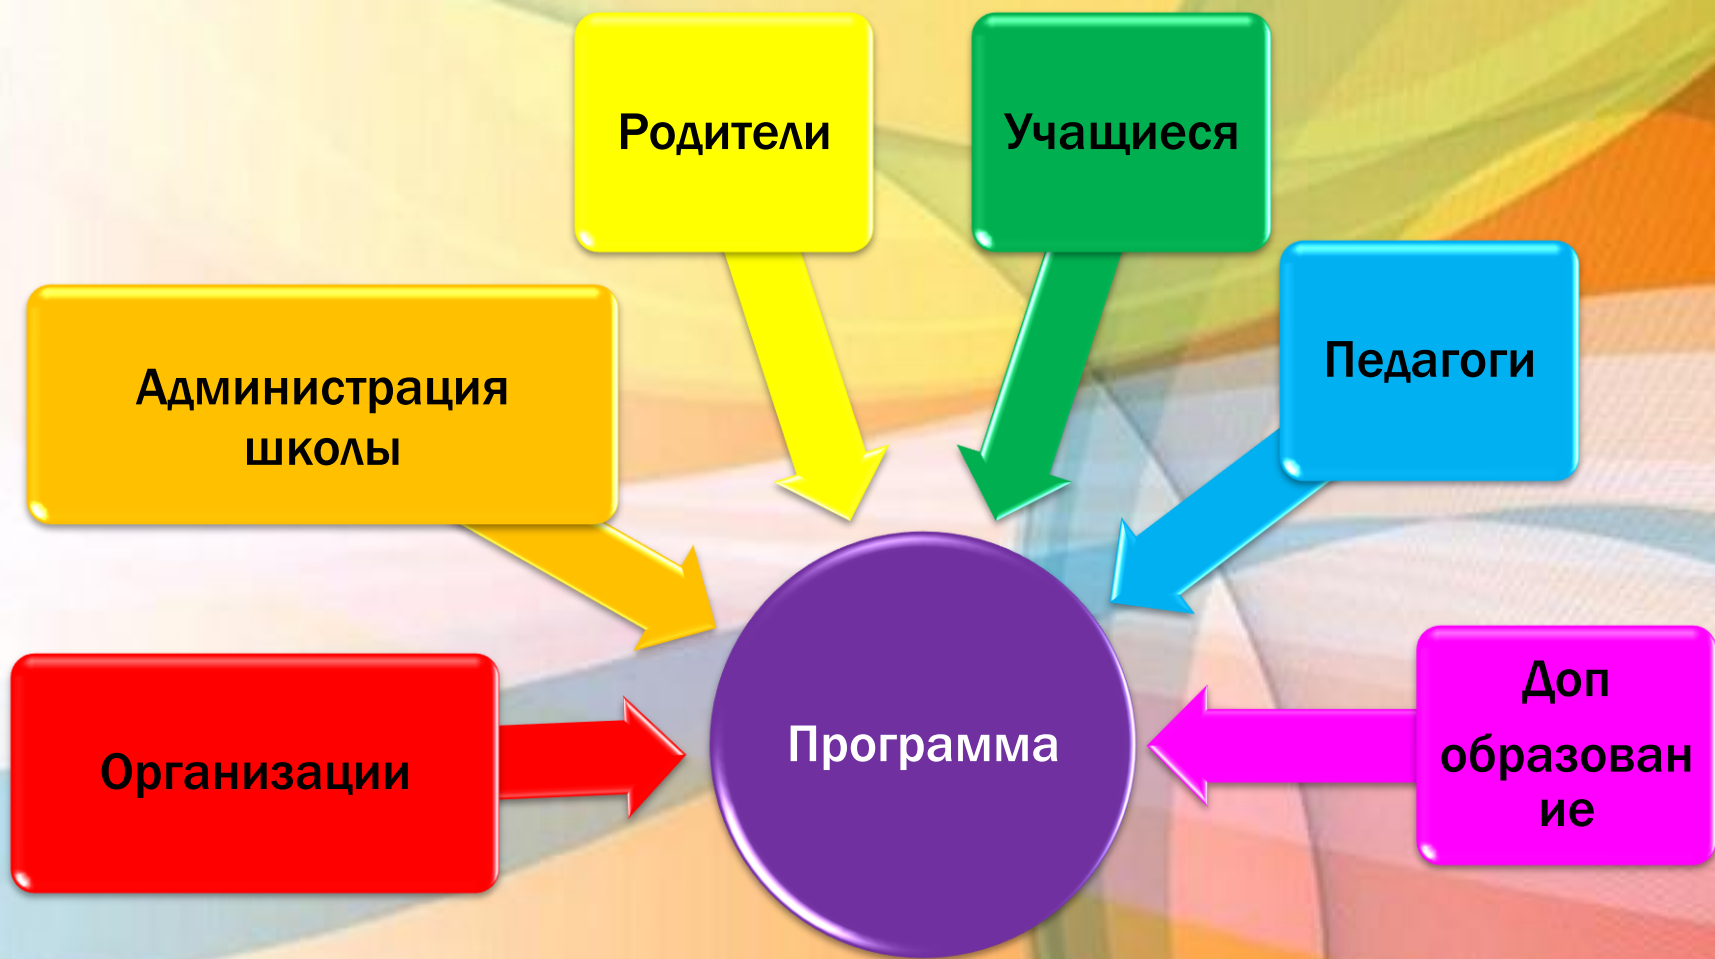 Родители
Учащиеся
Педагоги
Администрация
школы
Доп
образован
ие
Организации
Программа